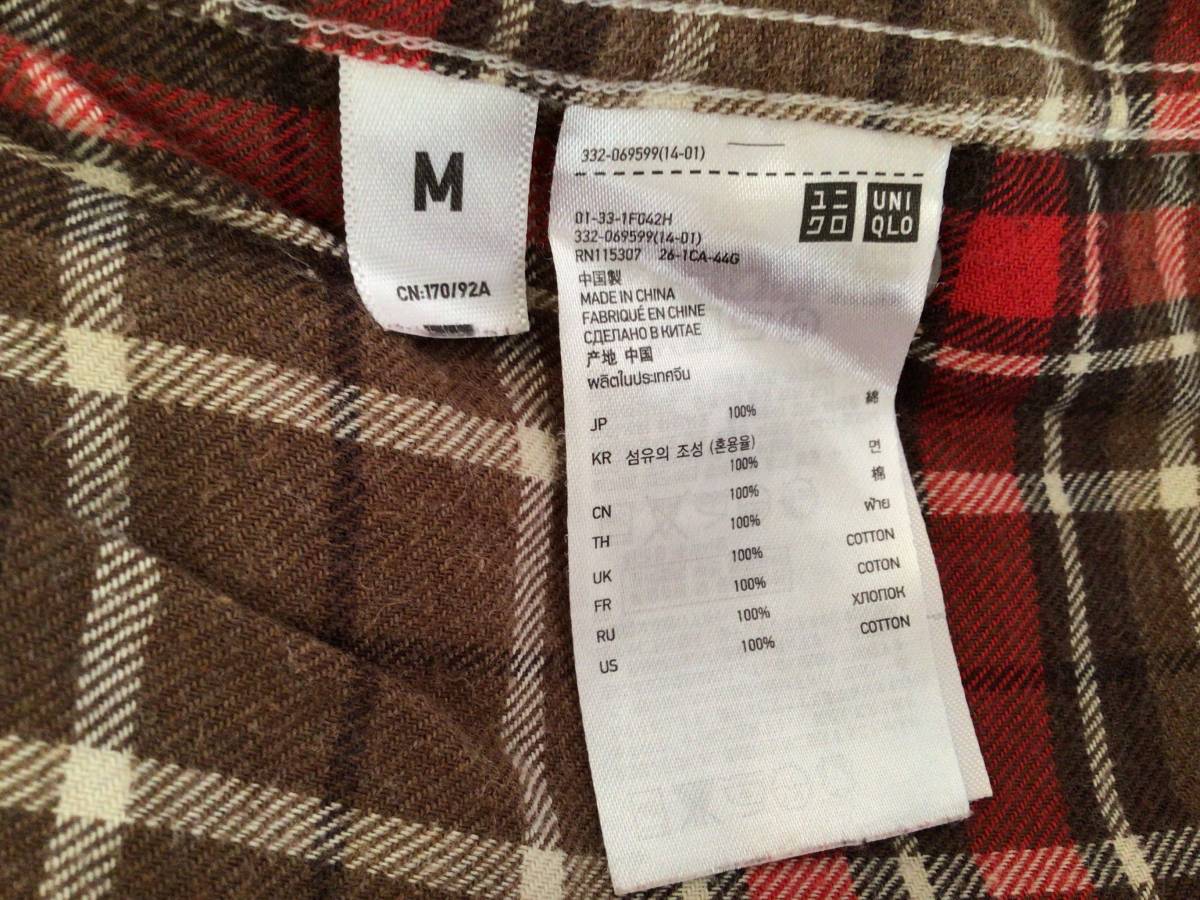 M
CN:170/92A
332-069599(14-01)
ユニクロ
UNIQLO
01-33-1F042H
332-069599(14-01)
RN115307 26-1CA-44G
中国製
MADE IN CHINA
FABRIQUÉ EN CHINE
СДЕЛАНО В КИТАЕ
产地 中国
ผลิตในประเทศจีน
JP 100% 綿
KR 섬유의 조성 (혼용율)
100% 면
CN 100% 棉
TH 100% ฝ้าย
UK 100% COTTON
FR 100% COTON
RU 100% ХЛОПОК
US 100% COTTON